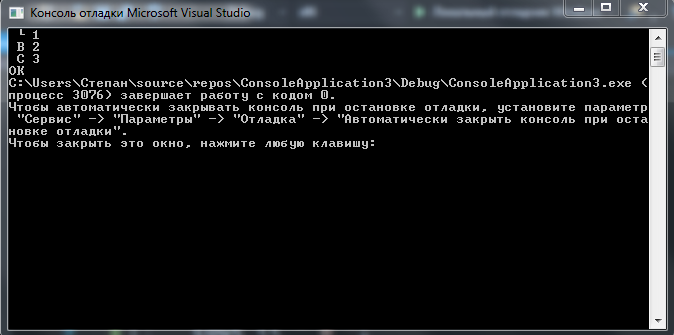 Консоль отладки Microsoft Visual Studio
└ 1
B 2
C 3
OK
C:\Users\Степан\source\repos\ConsoleApplication3\Debug\ConsoleApplication3.exe (
процесс 3076) завершает работу с кодом 0.
Чтобы автоматически закрывать консоль при остановке отладки, установите параметр
"Сервис" -> "Параметры" -> "Отладка" -> "Автоматически закрыть консоль при оста
новке отладки".
Чтобы закрыть это окно, нажмите любую клавишу: